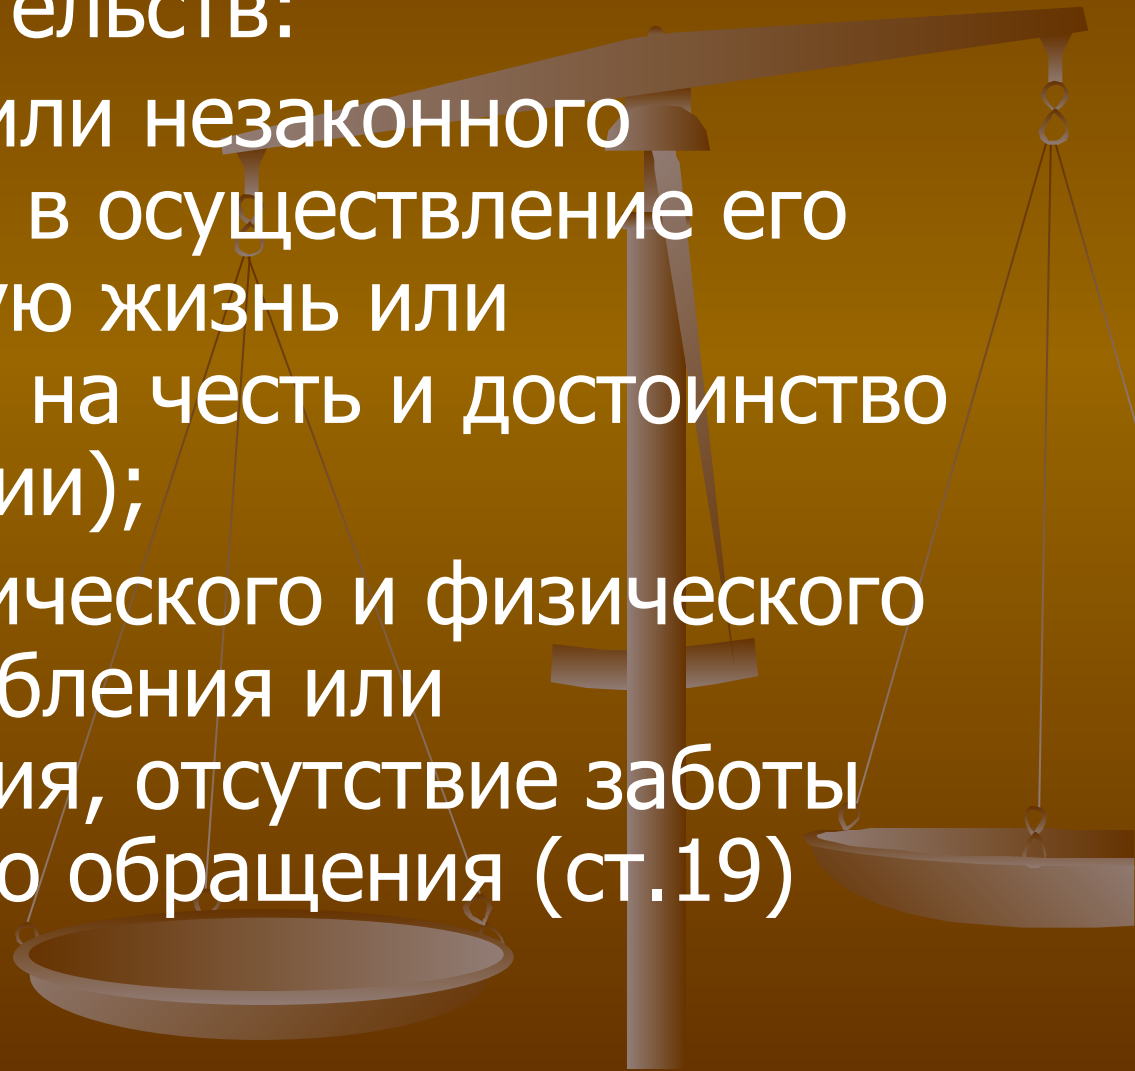 ельств:
или незаконного
в осуществление его
ую жизнь или
на честь и достоинство
ии);
ического и физического
бления или
ия, отсутствие заботы
о обращения (ст.19)